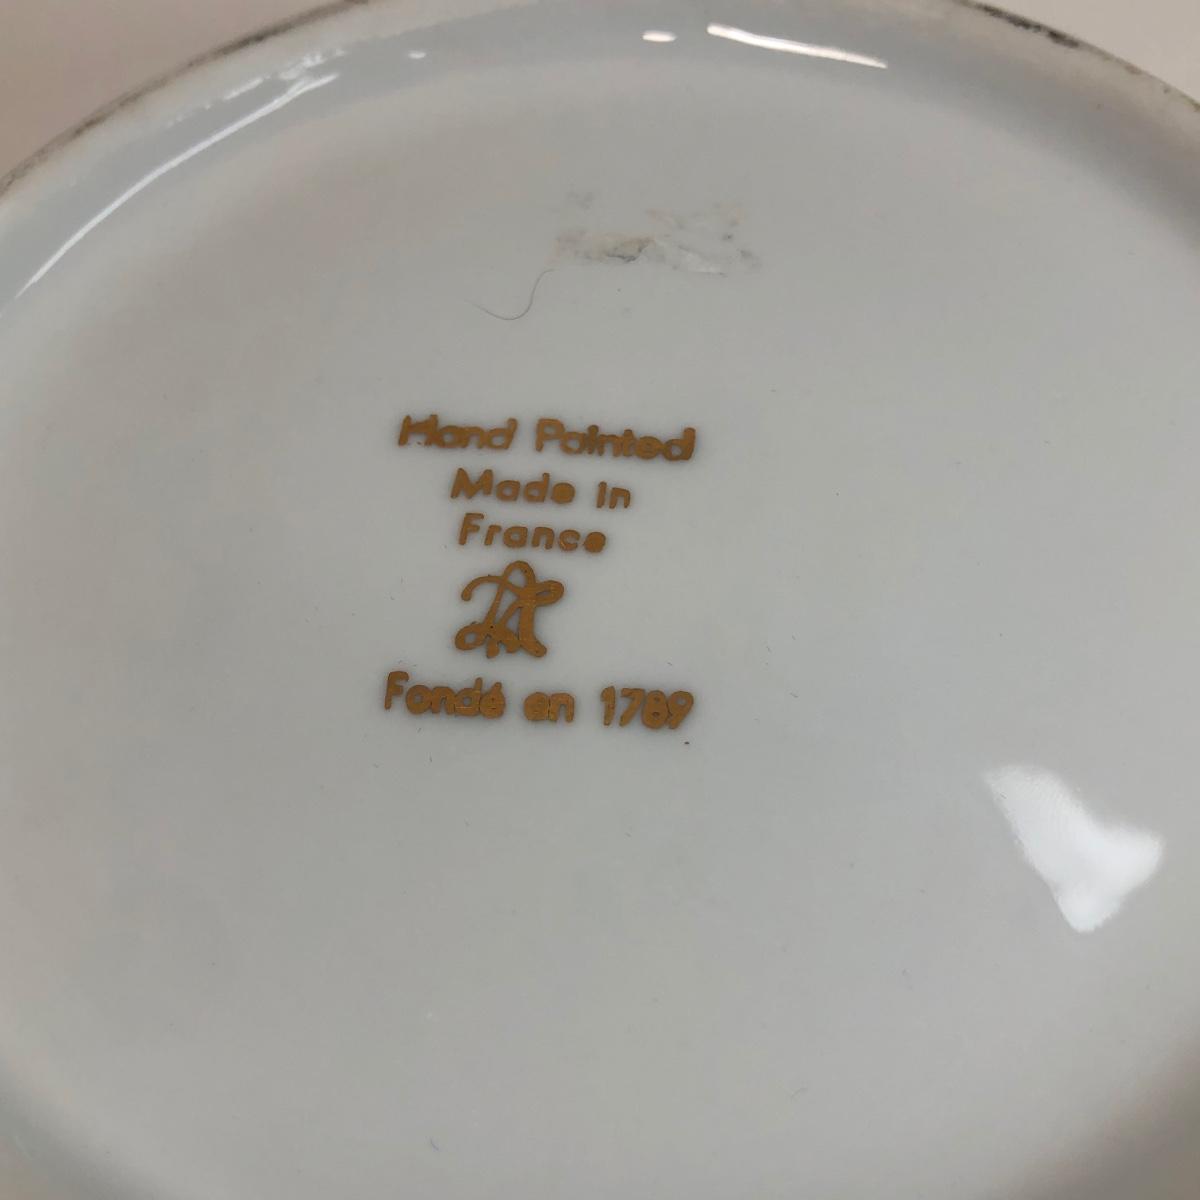 Hand Painted
Made in
France
Fondé en 1789